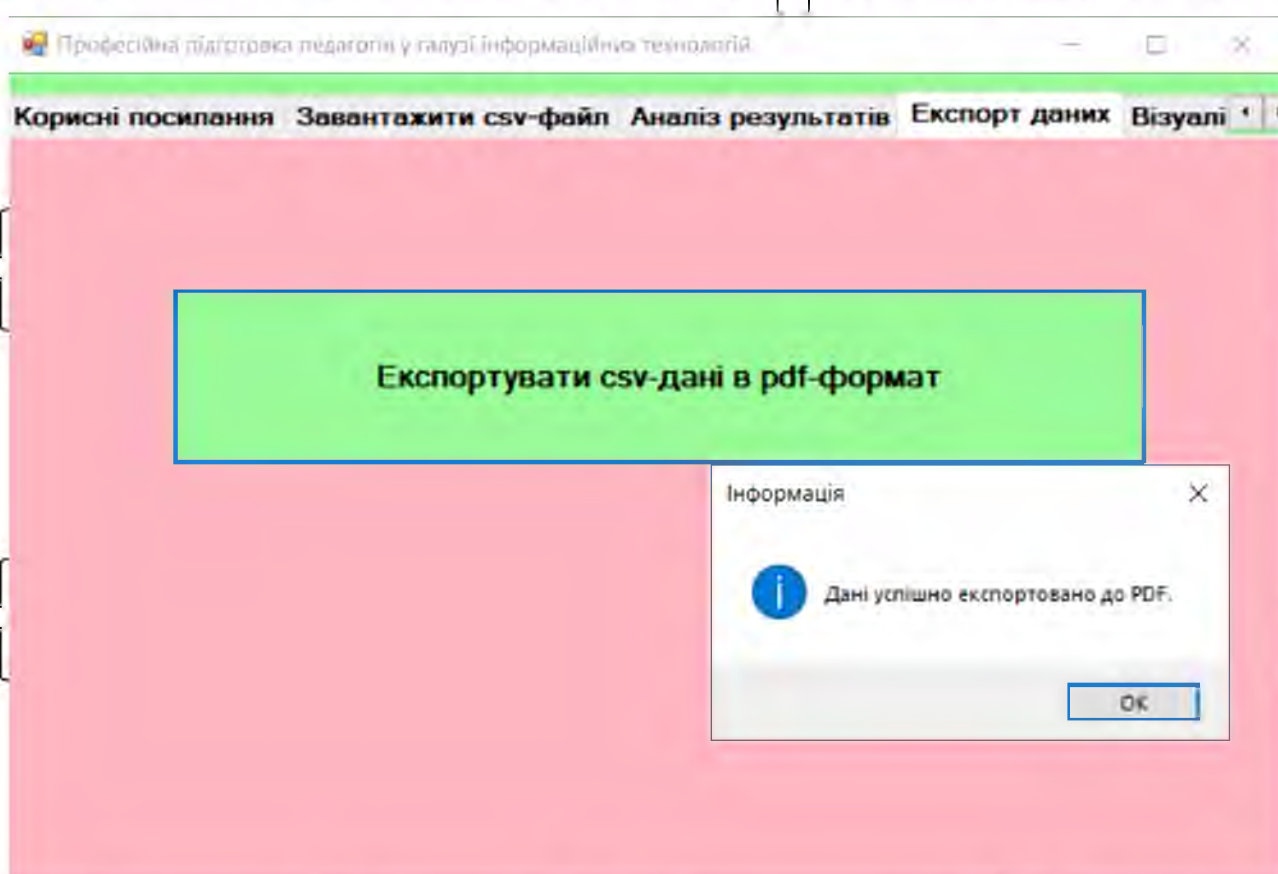 Професійна підготовка педагогів у галузі інформаційних технологій
Корисні посилання Завантажити csv-файл Аналіз результатів Експорт даних Візуалі
Експортувати csv-дані в pdf-формат
Інформація
Дані успішно експортовано до PDF.
OK